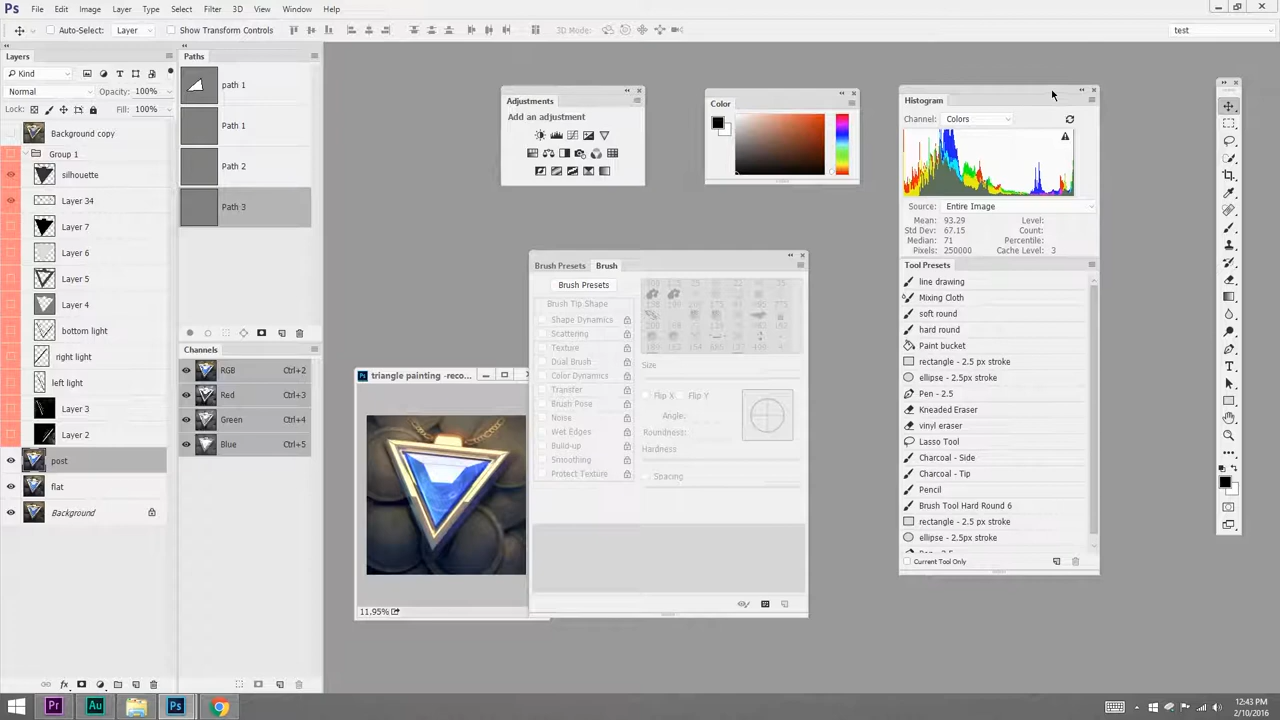 Ps File Edit Image Layer Type Select Filter 3D View Window Help
Auto-Select: Layer Show Transform Controls 3D Mode: test
Layers
Kind
Normal Opacity: 100%
Lock: Fill: 100%
Background copy
Group 1
silhouette
Layer 34
Layer 7
Layer 6
Layer 5
Layer 4
bottom light
right light
left light
Layer 3
Layer 2
post
flat
Background
Paths
path 1
Path 1
Path 2
Path 3
Channels
RGB Ctrl+2
Red Ctrl+3
Green Ctrl+4
Blue Ctrl+5
Adjustments
Add an adjustment
Color
triangle painting -reco...
11.95%
Brush Presets Brush
Brush Presets
Brush Tip Shape
Shape Dynamics
Scattering
Texture
Dual Brush
Color Dynamics
Transfer
Brush Pose
Noise
Wet Edges
Build-up
Smoothing
Protect Texture
Size
Flip X Flip Y
Angle:
Roundness:
Hardness
Spacing
Histogram
Channel: Colors
Source: Entire Image
Mean: 93.29 Level:
Std Dev: 67.15 Count:
Median: 71 Percentile:
Pixels: 250000 Cache Level: 3
Tool Presets
line drawing
Mixing Cloth
soft round
hard round
Paint bucket
rectangle - 2.5 px stroke
ellipse - 2.5px stroke
Pen - 2.5
Kneaded Eraser
vinyl eraser
Lasso Tool
Charcoal - Side
Charcoal - Tip
Pencil
Brush Tool Hard Round 6
rectangle - 2.5 px stroke
ellipse - 2.5px stroke
Current Tool Only
Pr Au Ps
12:43 PM
2/10/2016